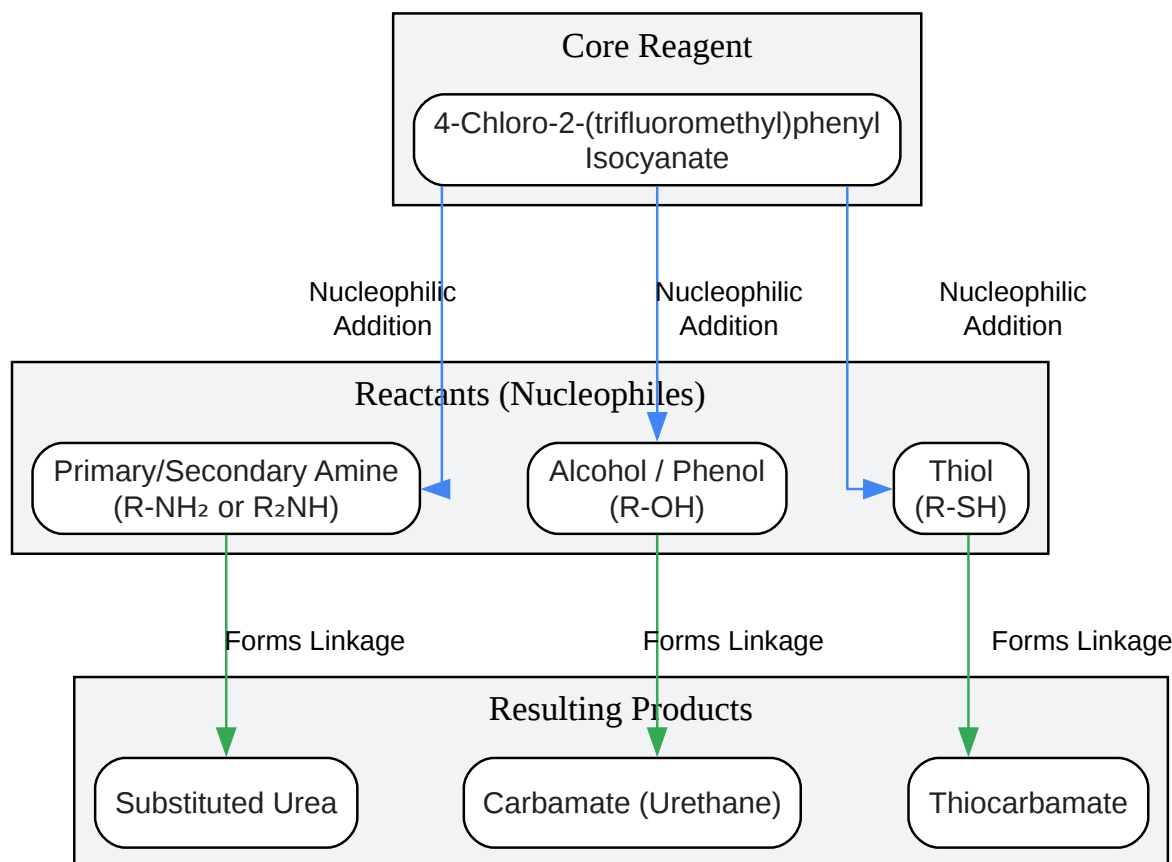 Core Reagent
4-Chloro-2-(trifluoromethyl)phenyl
Isocyanate
Nucleophilic
Addition
Nucleophilic
Addition
Nucleophilic
Addition
Reactants (Nucleophiles)
Primary/Secondary Amine
(R-NH₂ or R₂NH)
Alcohol / Phenol
(R-OH)
Thiol
(R-SH)
Forms Linkage
Forms Linkage
Forms Linkage
Resulting Products
Substituted Urea
Carbamate (Urethane)
Thiocarbamate